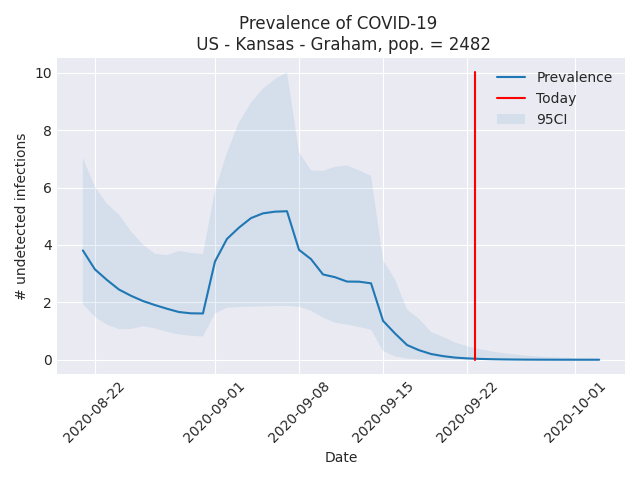 Prevalence of COVID-19
US - Kansas - Graham, pop. = 2482
10
8
6
4
2
0
# undetected infections
Prevalence
Today
95CI
2020-08-22
2020-09-01
2020-09-08
2020-09-15
2020-09-22
2020-10-01
Date